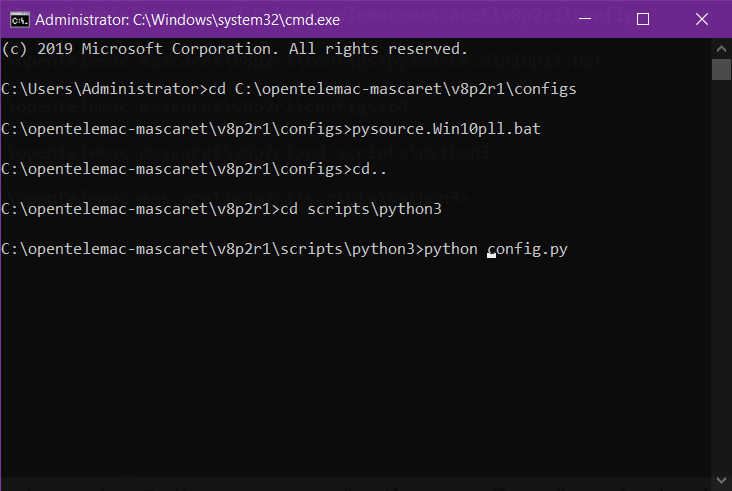 Administrator: C:\Windows\system32\cmd.exe
(c) 2019 Microsoft Corporation. All rights reserved.
C:\Users\Administrator>cd C:\opentelemac-mascaret\v8p2r1\configs
C:\opentelemac-mascaret\v8p2r1\configs>pysource.Win10pll.bat
C:\opentelemac-mascaret\v8p2r1\configs>cd..
C:\opentelemac-mascaret\v8p2r1>cd scripts\python3
C:\opentelemac-mascaret\v8p2r1\scripts\python3>python config.py